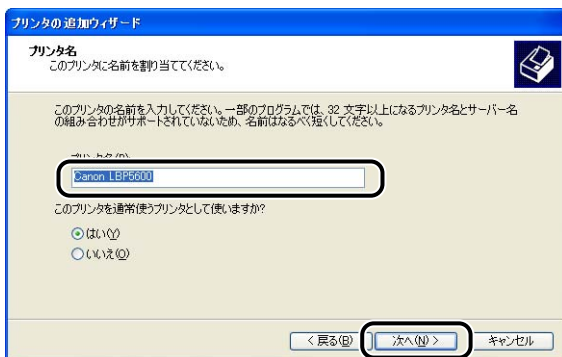 プリンタの追加ウィザード
プリンタ名
このプリンタに名前を割り当ててください。
このプリンタの名前を入力してください。一部のプログラムでは、32 文字以上になるプリンタ名とサーバー名
の組み合わせがサポートされていないため、名前はなるべく短くしてください。
Canon LBP5600
このプリンタを通常使うプリンタとして使いますか?
はい(Y)
いいえ(O)
< 戻る(B)
次へ(N) >
キャンセル